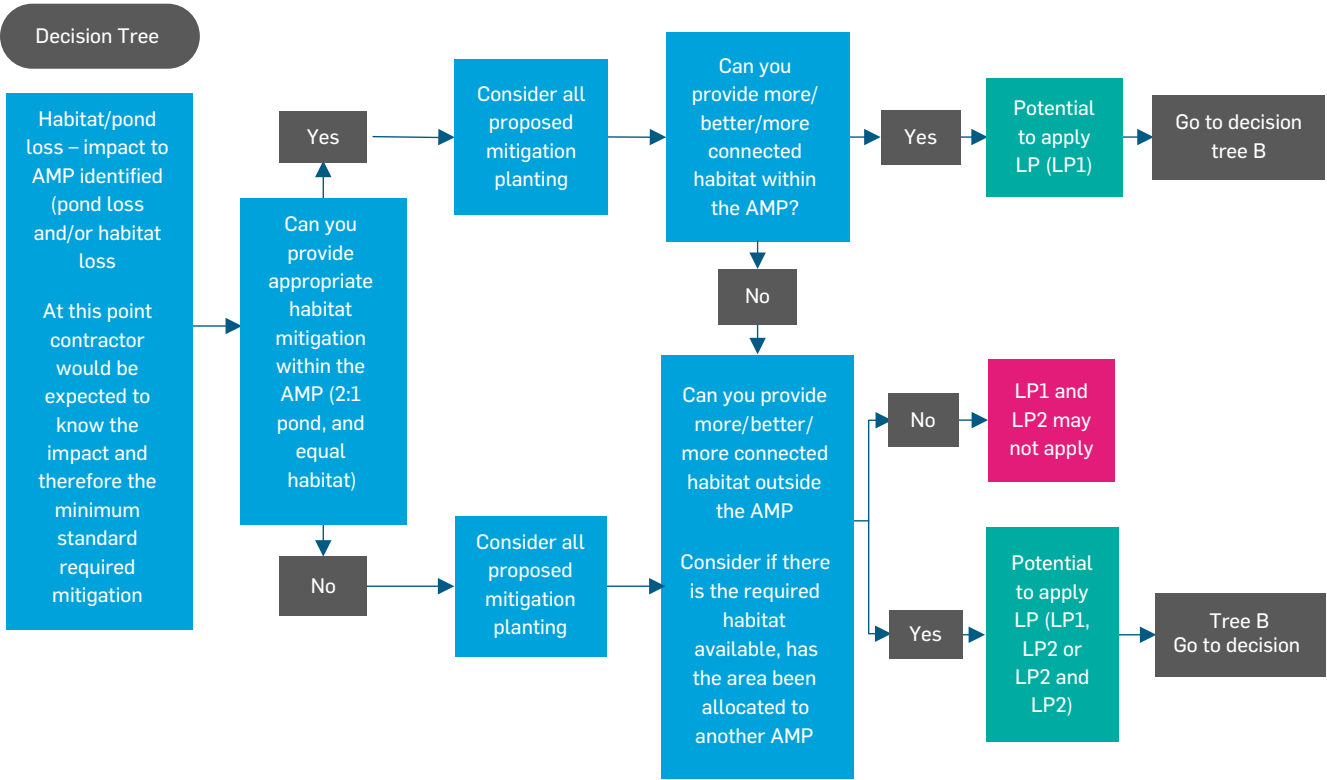 Decision Tree
Habitat/pond
loss – impact to
AMP identified
(pond loss
and/or habitat
loss
At this point
contractor
would be
expected to
know the
impact and
therefore the
minimum
standard
required
mitigation
Can you
provide
appropriate
habitat
mitigation
within the
AMP (2:1
pond, and
equal
habitat)
Yes
Consider all
proposed
mitigation
planting
Can you
provide more/
better/more
connected
habitat within
the AMP?
Yes
Potential
to apply
LP (LP1)
Go to decision
tree B
No
No
Consider all
proposed
mitigation
planting
Can you provide
more/better/
more connected
habitat outside
the AMP
Consider if there
is the required
habitat
available, has
the area been
allocated to
another AMP
No
LP1 and
LP2 may
not apply
Yes
Potential
to apply
LP (LP1,
LP2 or
LP2 and
LP2)
Tree B
Go to decision